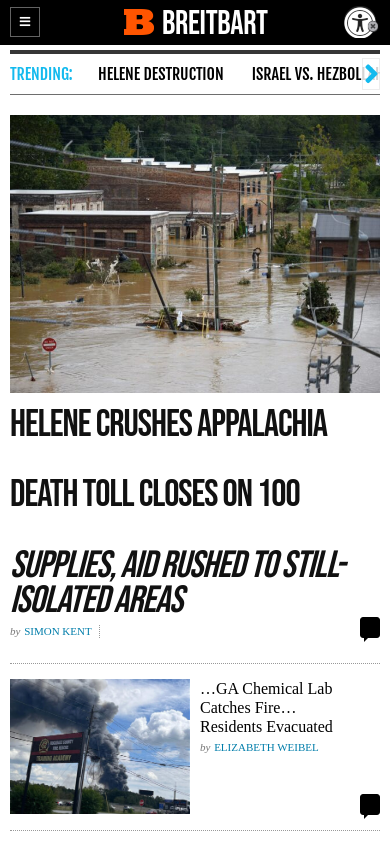 BREITBART
TRENDING: HELENE DESTRUCTION ISRAEL VS. HEZBOL
HELENE CRUSHES APPALACHIA
DEATH TOLL CLOSES ON 100
SUPPLIES, AID RUSHED TO STILL-
ISOLATED AREAS
by SIMON KENT
…GA Chemical Lab
Catches Fire…
Residents Evacuated
by ELIZABETH WEIBEL